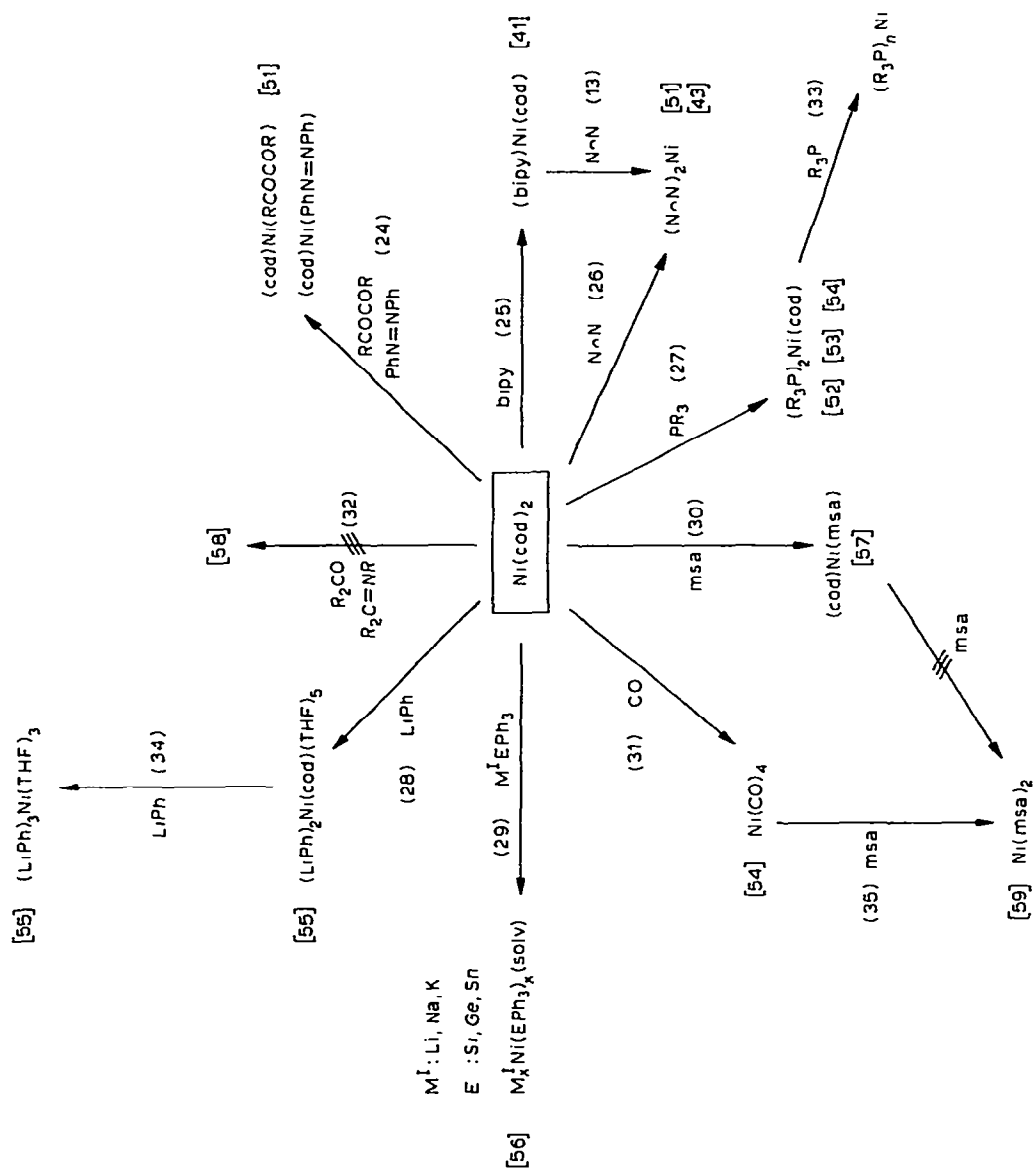 [55] (LiPh)₃Ni(THF)₃
LiPh (34)
[55] (LiPh)₂Ni(cod)(THF)₅
(28) LiPh
[58]
R₂CO
R₂C=NR
(32)
(cod)Ni(RCOCOR) [51]
(cod)Ni(PhN=NPh)
RCOCOR
PhN=NPh (24)
Mᴵ: Li, Na, K
E : Si, Ge, Sn
[56] MₓᴵNi(EPh₃)ₓ(solv)
(29) MᴵEPh₃
Ni(cod)₂
bipy (25)
(bipy)Ni(cod) [41]
N∩N (13)
N∩N (26)
(N∩N)₂Ni [51]
[43]
(31) CO
[54] Ni(CO)₄
(35) msa
[59] Ni(msa)₂
msa (30)
(cod)Ni(msa)
[57]
msa
PR₃ (27)
(R₃P)₂Ni(cod)
[52] [53] [54]
R₃P (33)
(R₃P)ₙNi